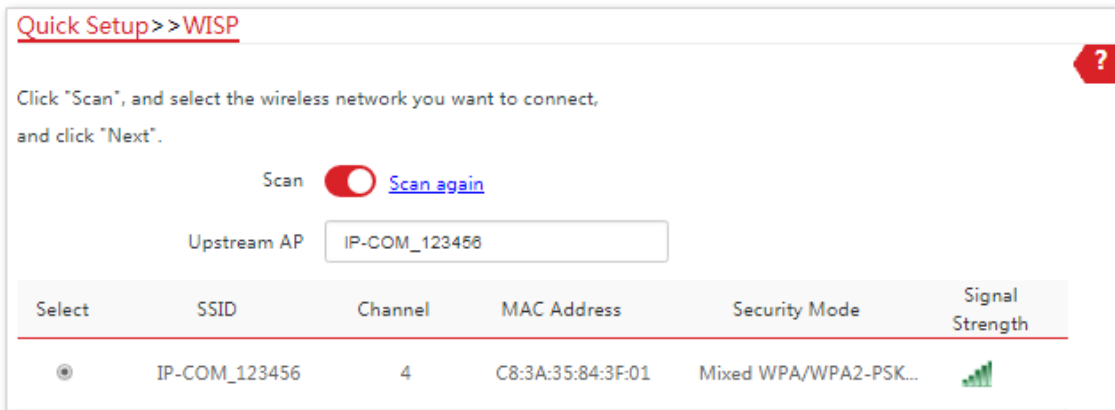 Quick Setup>>WISP
?
Click "Scan", and select the wireless network you want to connect,
and click "Next".
Scan Scan again
Upstream AP IP-COM_123456
Select SSID Channel MAC Address Security Mode Signal Strength
IP-COM_123456 4 C8:3A:35:84:3F:01 Mixed WPA/WPA2-PSK...